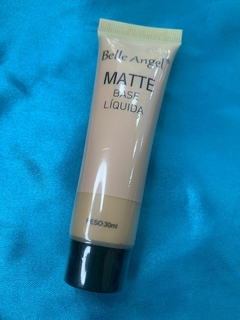 Belle Angel
MATTE
BASE
LÍQUIDA
PESO:30ml